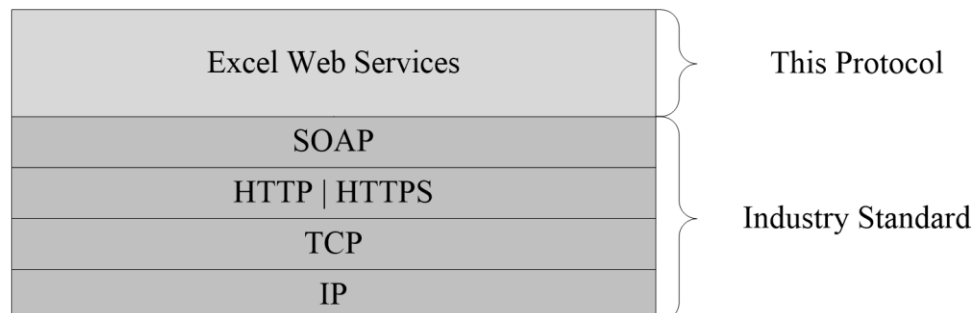 Excel Web Services
This Protocol
SOAP
HTTP | HTTPS
TCP
IP
Industry Standard